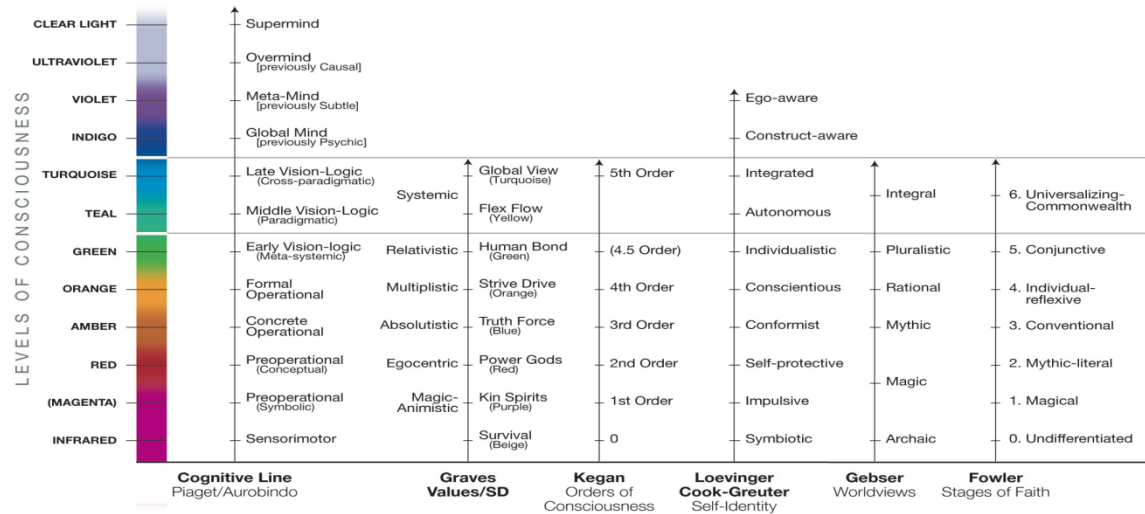 LEVELS OF CONSCIOUSNESS
CLEAR LIGHT
ULTRAVIOLET
VIOLET
INDIGO
TURQUOISE
TEAL
GREEN
ORANGE
AMBER
RED
(MAGENTA)
INFRARED
Supermind
Overmind
[previously Causal]
Meta-Mind
[previously Subtle]
Global Mind
[previously Psychic]
Late Vision-Logic
(Cross-paradigmatic)
Middle Vision-Logic
(Paradigmatic)
Early Vision-logic
(Meta-systemic)
Formal
Operational
Concrete
Operational
Preoperational
(Conceptual)
Preoperational
(Symbolic)
Sensorimotor
Cognitive Line
Piaget/Aurobindo
Systemic
Relativistic
Multiplistic
Absolutistic
Egocentric
Magic-
Animistic
Global View
(Turquoise)
Flex Flow
(Yellow)
Human Bond
(Green)
Strive Drive
(Orange)
Truth Force
(Blue)
Power Gods
(Red)
Kin Spirits
(Purple)
Survival
(Beige)
Graves
Values/SD
5th Order
(4.5 Order)
4th Order
3rd Order
2nd Order
1st Order
0
Kegan
Orders of
Consciousness
Ego-aware
Construct-aware
Integrated
Autonomous
Individualistic
Conscientious
Conformist
Self-protective
Impulsive
Symbiotic
Loevinger
Cook-Greuter
Self-Identity
Integral
Pluralistic
Rational
Mythic
Magic
Archaic
Gebser
Worldviews
6. Universalizing-
Commonwealth
5. Conjunctive
4. Individual-
reflexive
3. Conventional
2. Mythic-literal
1. Magical
0. Undifferentiated
Fowler
Stages of Faith